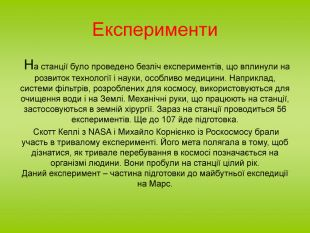 Експерименти
На станції було проведено безліч експериментів, що вплинули на
розвиток технології і науки, особливо медицини. Наприклад,
системи фільтрів, розроблених для космосу, використовуються для
очищення води і на Землі. Механічні руки, що працюють на станції,
застосовуються в земній хірургії. Зараз на станції проводиться 56
експериментів. Ще до 107 йде підготовка.
Скотт Келлі з NASA і Михайло Корнієнко із Роскосмосу брали
участь в тривалому експерименті. Його мета полягала в тому, щоб
дізнатися, як тривале перебування в космосі позначається на
організмі людини. Вони пробули на станції цілий рік.
Даний експеримент – частина підготовки до майбутньої експедиції
на Марс.